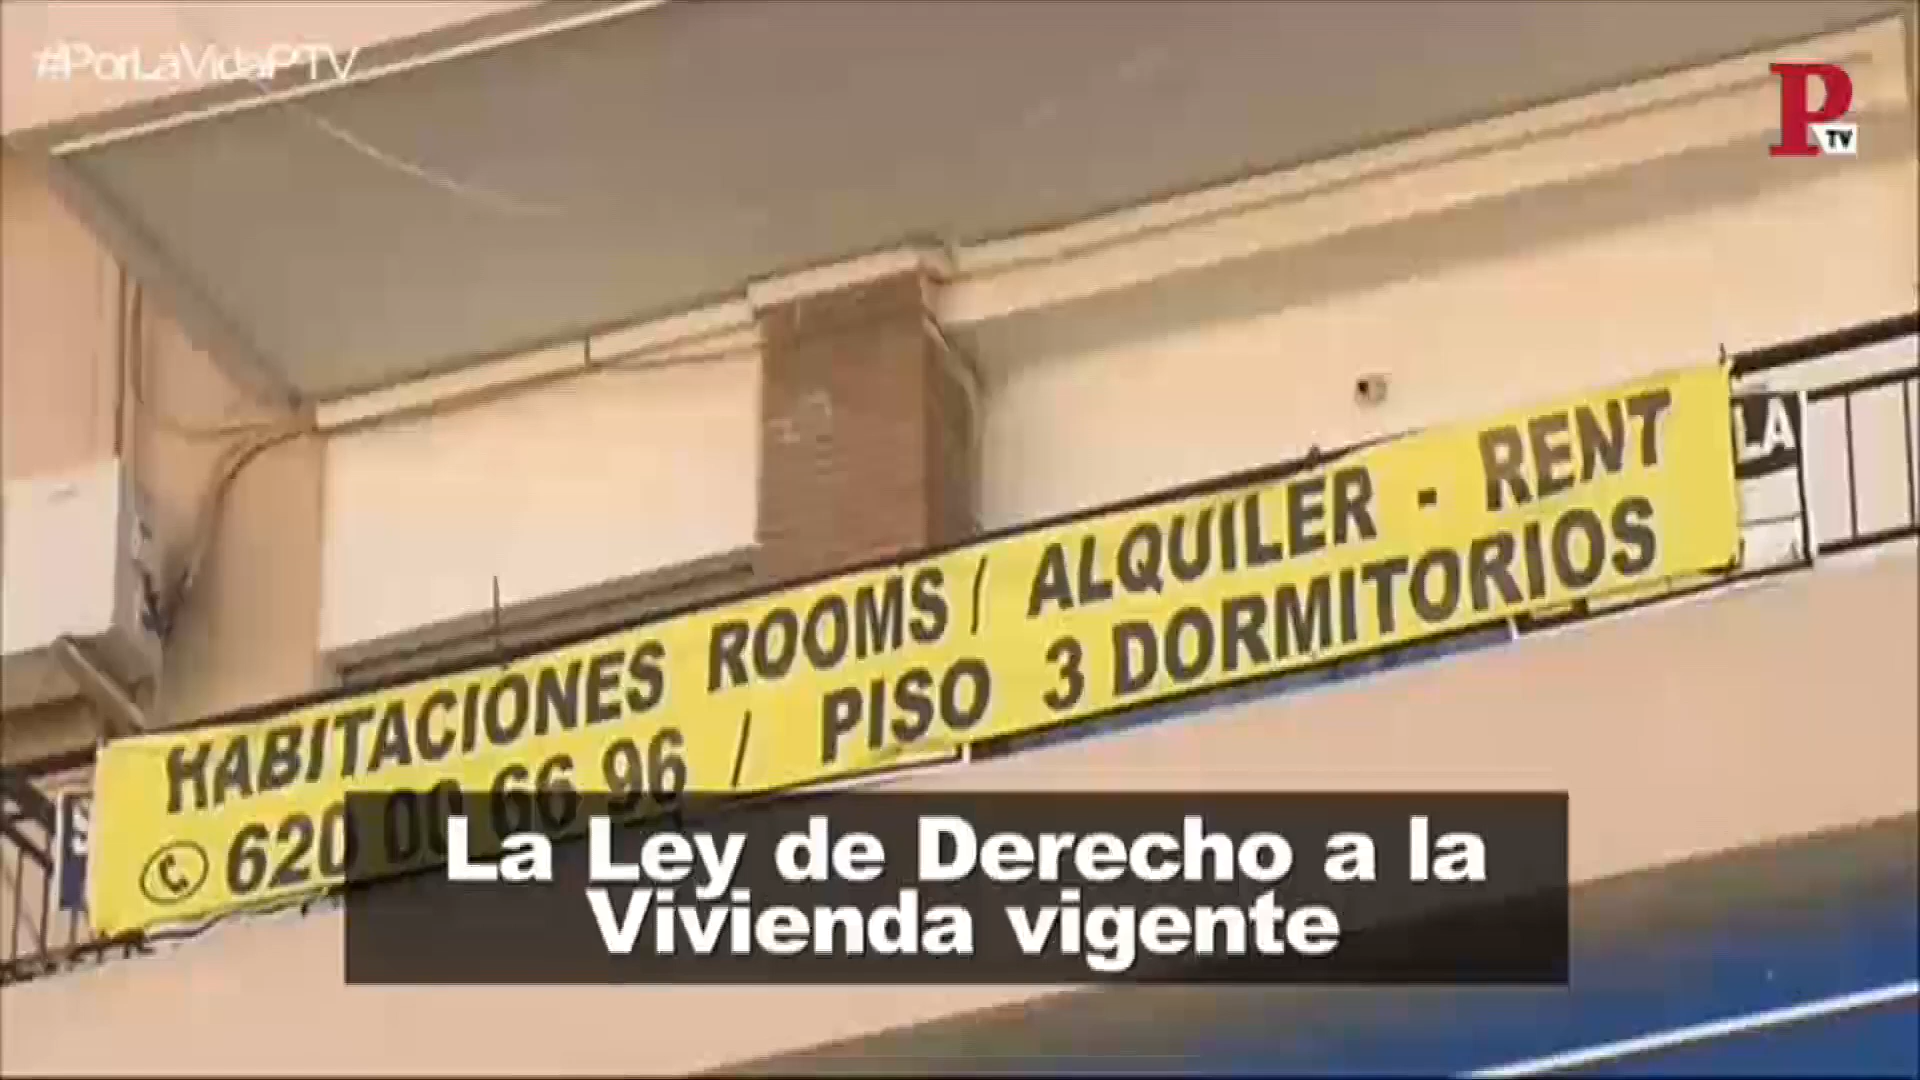 #PorLaVidaPTV
P
TV
HABITACIONES ROOMS / ALQUILER - RENT
620 00 66 96 / PISO 3 DORMITORIOS
LA
La Ley de Derecho a la
Vivienda vigente